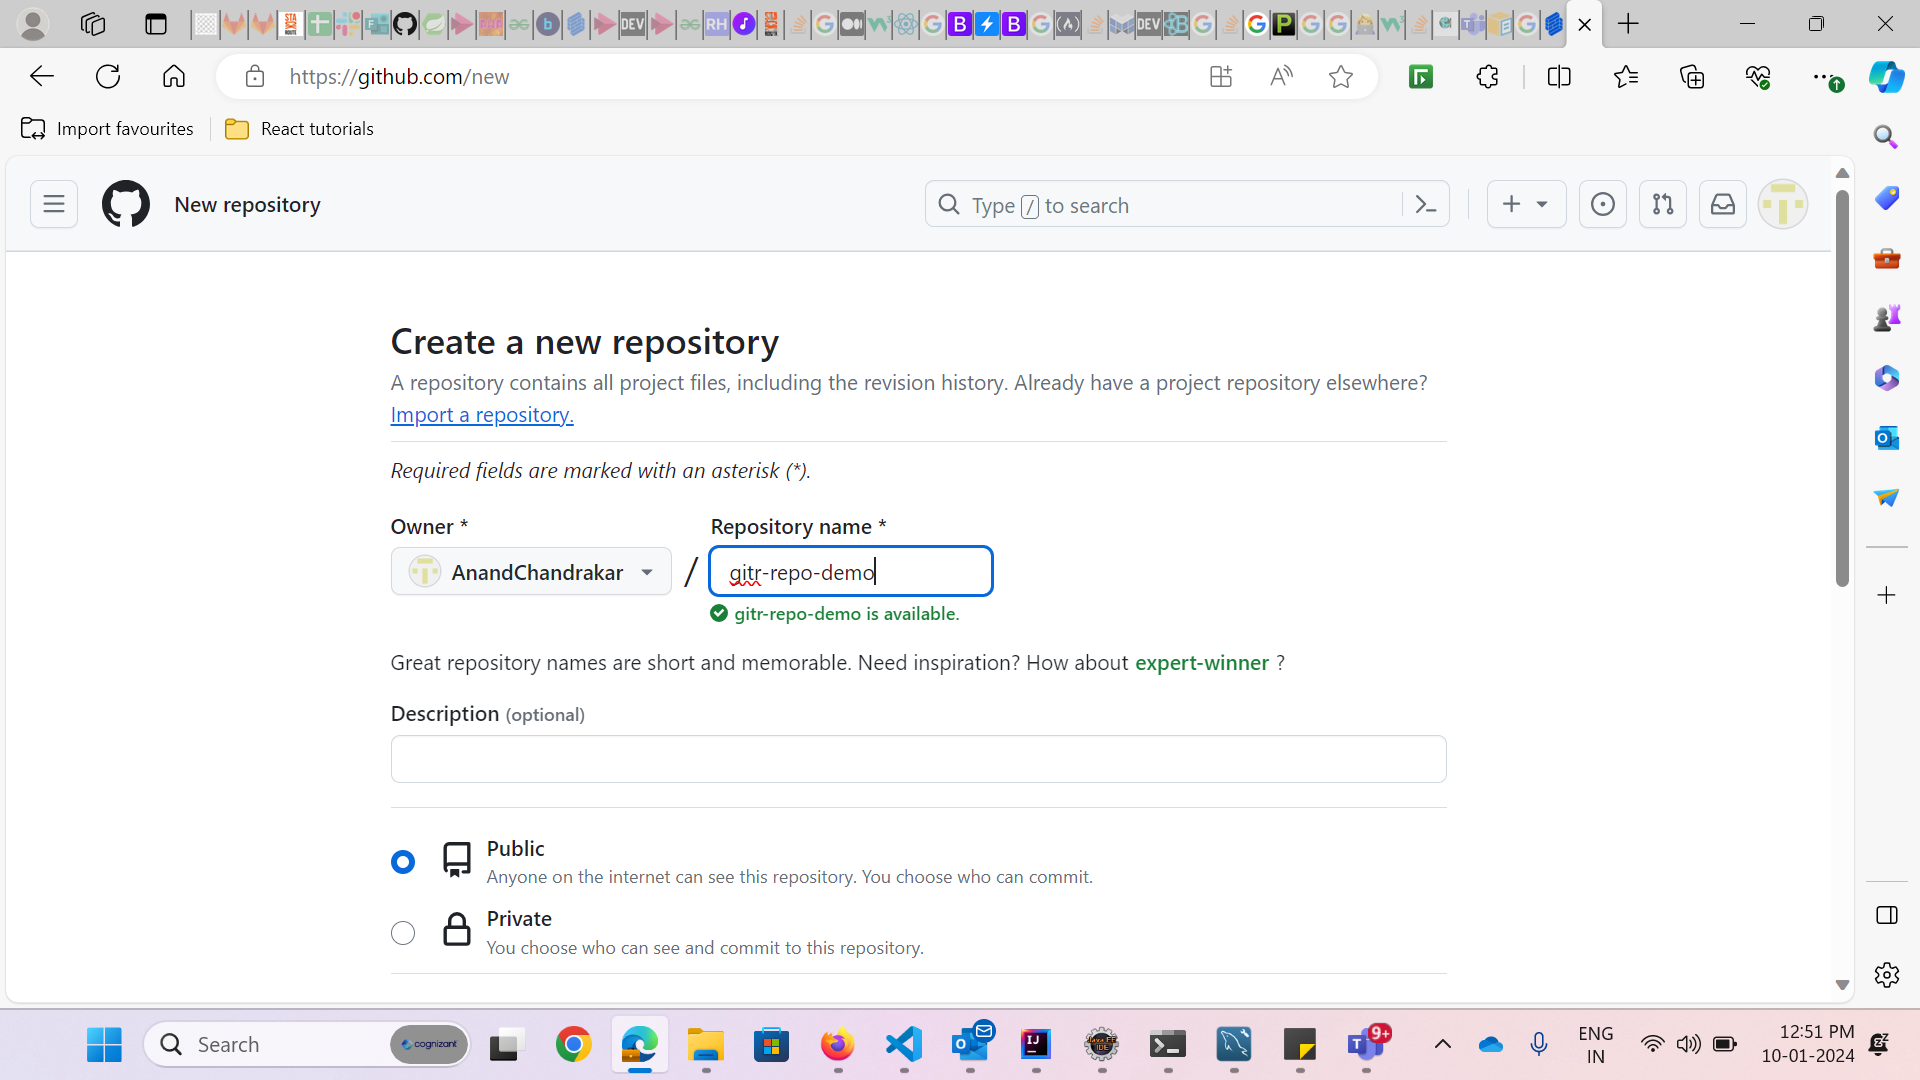 https://github.com/new
Import favourites
React tutorials
New repository
Type / to search
Create a new repository
A repository contains all project files, including the revision history. Already have a project repository elsewhere?
Import a repository.
Required fields are marked with an asterisk (*).
Owner *
Repository name *
AnandChandrakar
/
gitr-repo-demo
gitr-repo-demo is available.
Great repository names are short and memorable. Need inspiration? How about expert-winner ?
Description (optional)
Public
Anyone on the internet can see this repository. You choose who can commit.
Private
You choose who can see and commit to this repository.
Search
cognizant
9+
ENG
IN
12:51 PM
10-01-2024